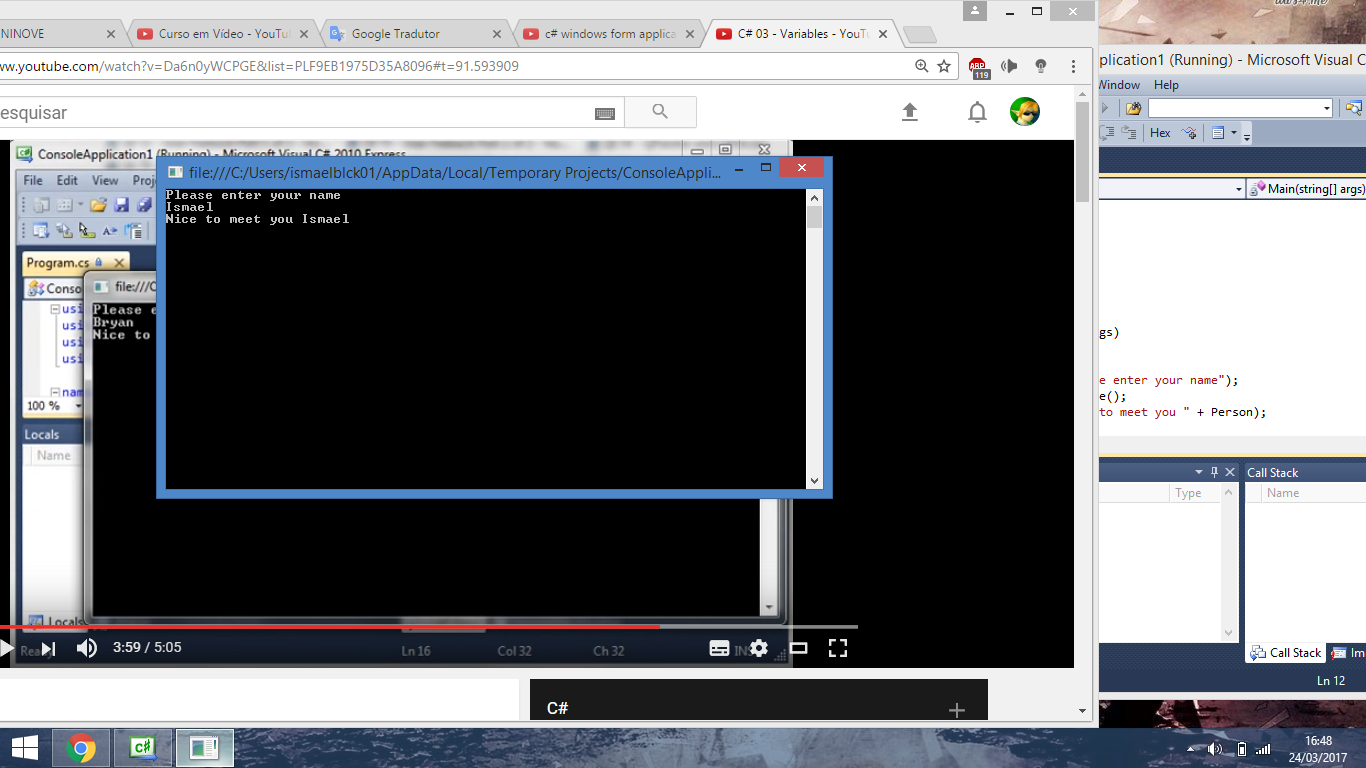 NINOVE
Curso em Vídeo - YouTu
Google Tradutor
c# windows form applica
C# 03 - Variables - YouTu
ww.youtube.com/watch?v=Da6n0yWCPGE&list=PLF9EB1975D35A8096#t=91.593909
ABP
119
esquisar
plication1 (Running) - Microsoft Visual C
Window Help
Hex
Main(string[] args)
ConsoleApplication1 (Running) - Microsoft Visual C# 2010 Express
File Edit View Proj
file:///C:/Users/ismaelblck01/AppData/Local/Temporary Projects/ConsoleAppli...
Please enter your name
Ismael
Nice to meet you Ismael
Program.cs
Conso
file:///C
usi
usi
usi
usi
nam
100 %
Please e
Bryan
Nice to
Locals
Name
gs)
e enter your name");
e();
to meet you " + Person);
Type
Call Stack
Name
Locals
Ready
Ln 16 Col 32 Ch 32 INS
3:59 / 5:05
Call Stack
Im
Ln 12
C#
16:48
24/03/2017